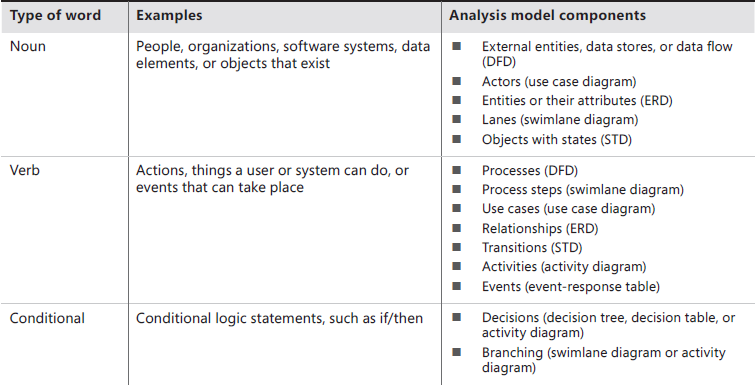 Type of word Examples Analysis model components
Noun People, organizations, software systems, data
elements, or objects that exist
■ External entities, data stores, or data flow
(DFD)
■ Actors (use case diagram)
■ Entities or their attributes (ERD)
■ Lanes (swimlane diagram)
■ Objects with states (STD)
Verb Actions, things a user or system can do, or
events that can take place
■ Processes (DFD)
■ Process steps (swimlane diagram)
■ Use cases (use case diagram)
■ Relationships (ERD)
■ Transitions (STD)
■ Activities (activity diagram)
■ Events (event-response table)
Conditional Conditional logic statements, such as if/then
■ Decisions (decision tree, decision table, or
activity diagram)
■ Branching (swimlane diagram or activity
diagram)